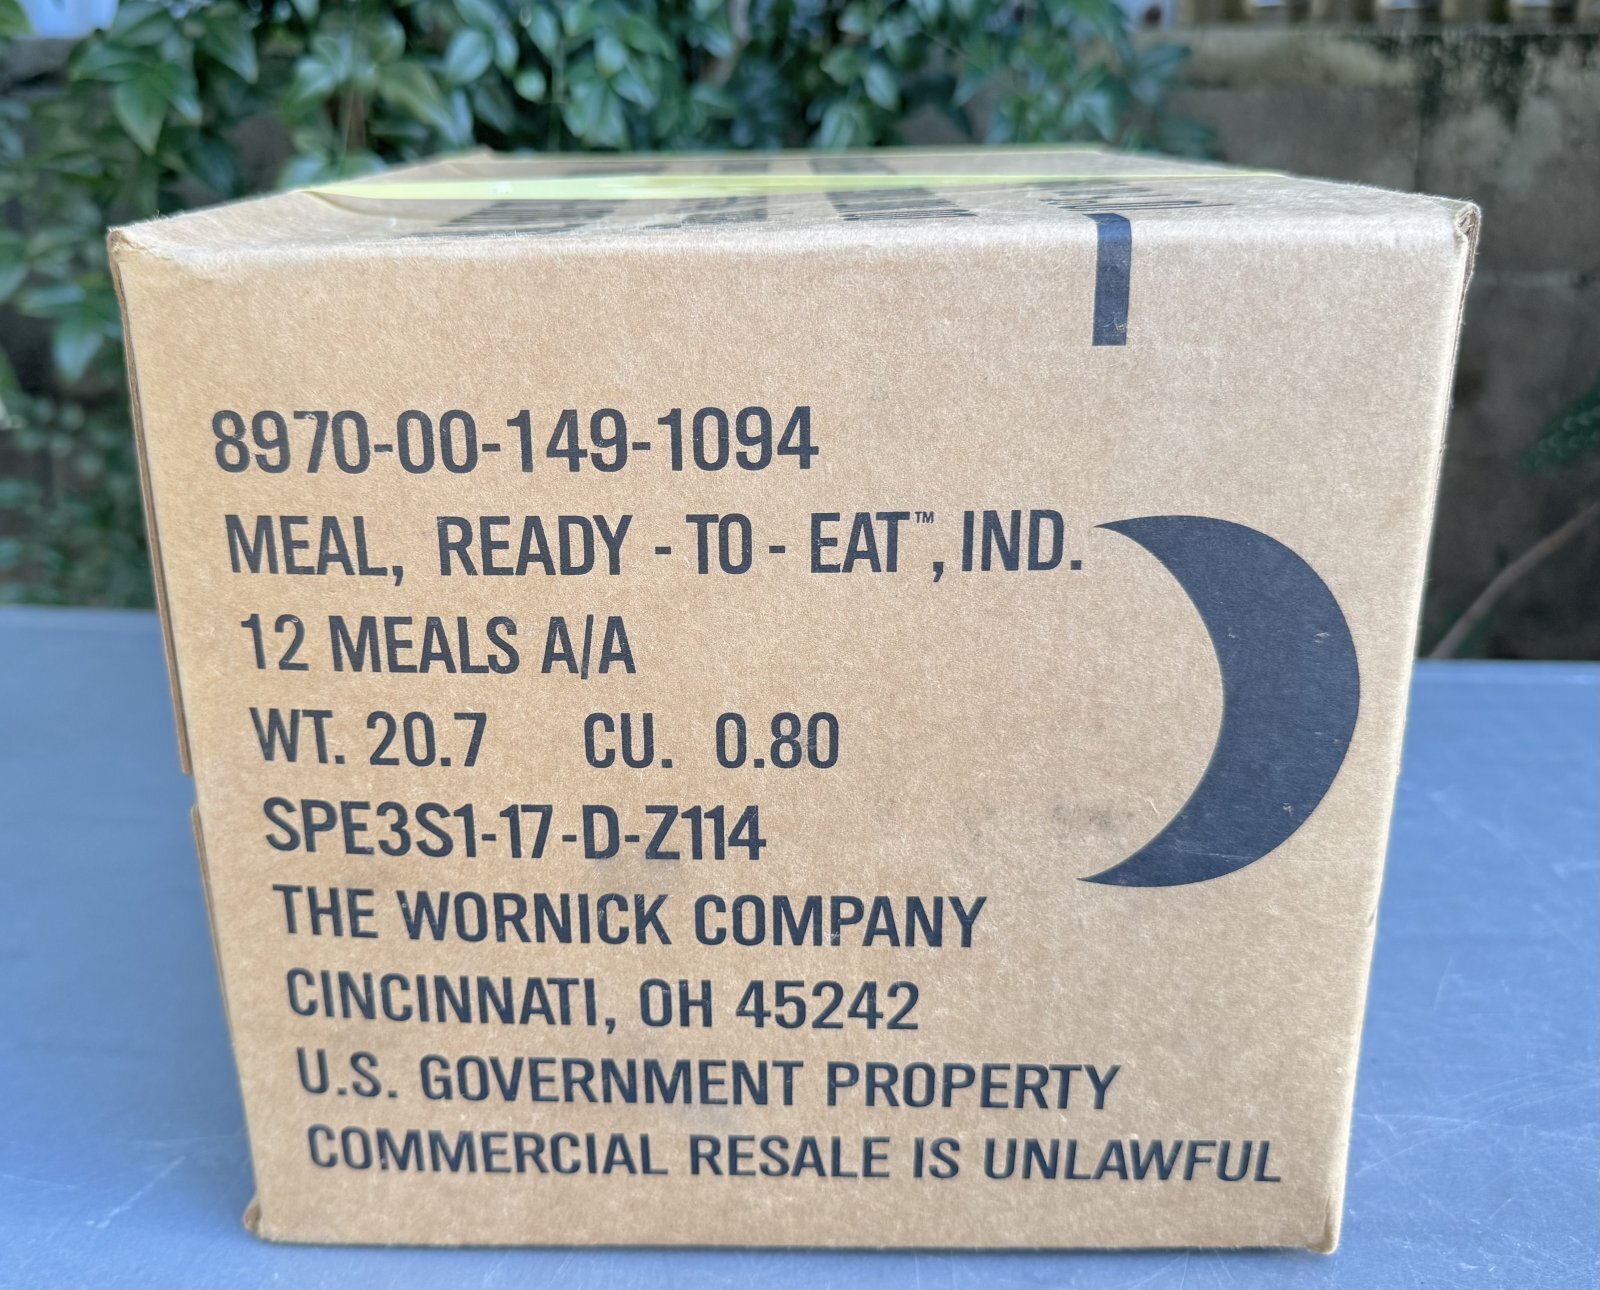 8970-00-149-1094
MEAL, READY - TO - EAT™, IND.
12 MEALS A/A
WT. 20.7 CU. 0.80
SPE3S1-17-D-Z114
THE WORNICK COMPANY
CINCINNATI, OH 45242
U.S. GOVERNMENT PROPERTY
COMMERCIAL RESALE IS UNLAWFUL